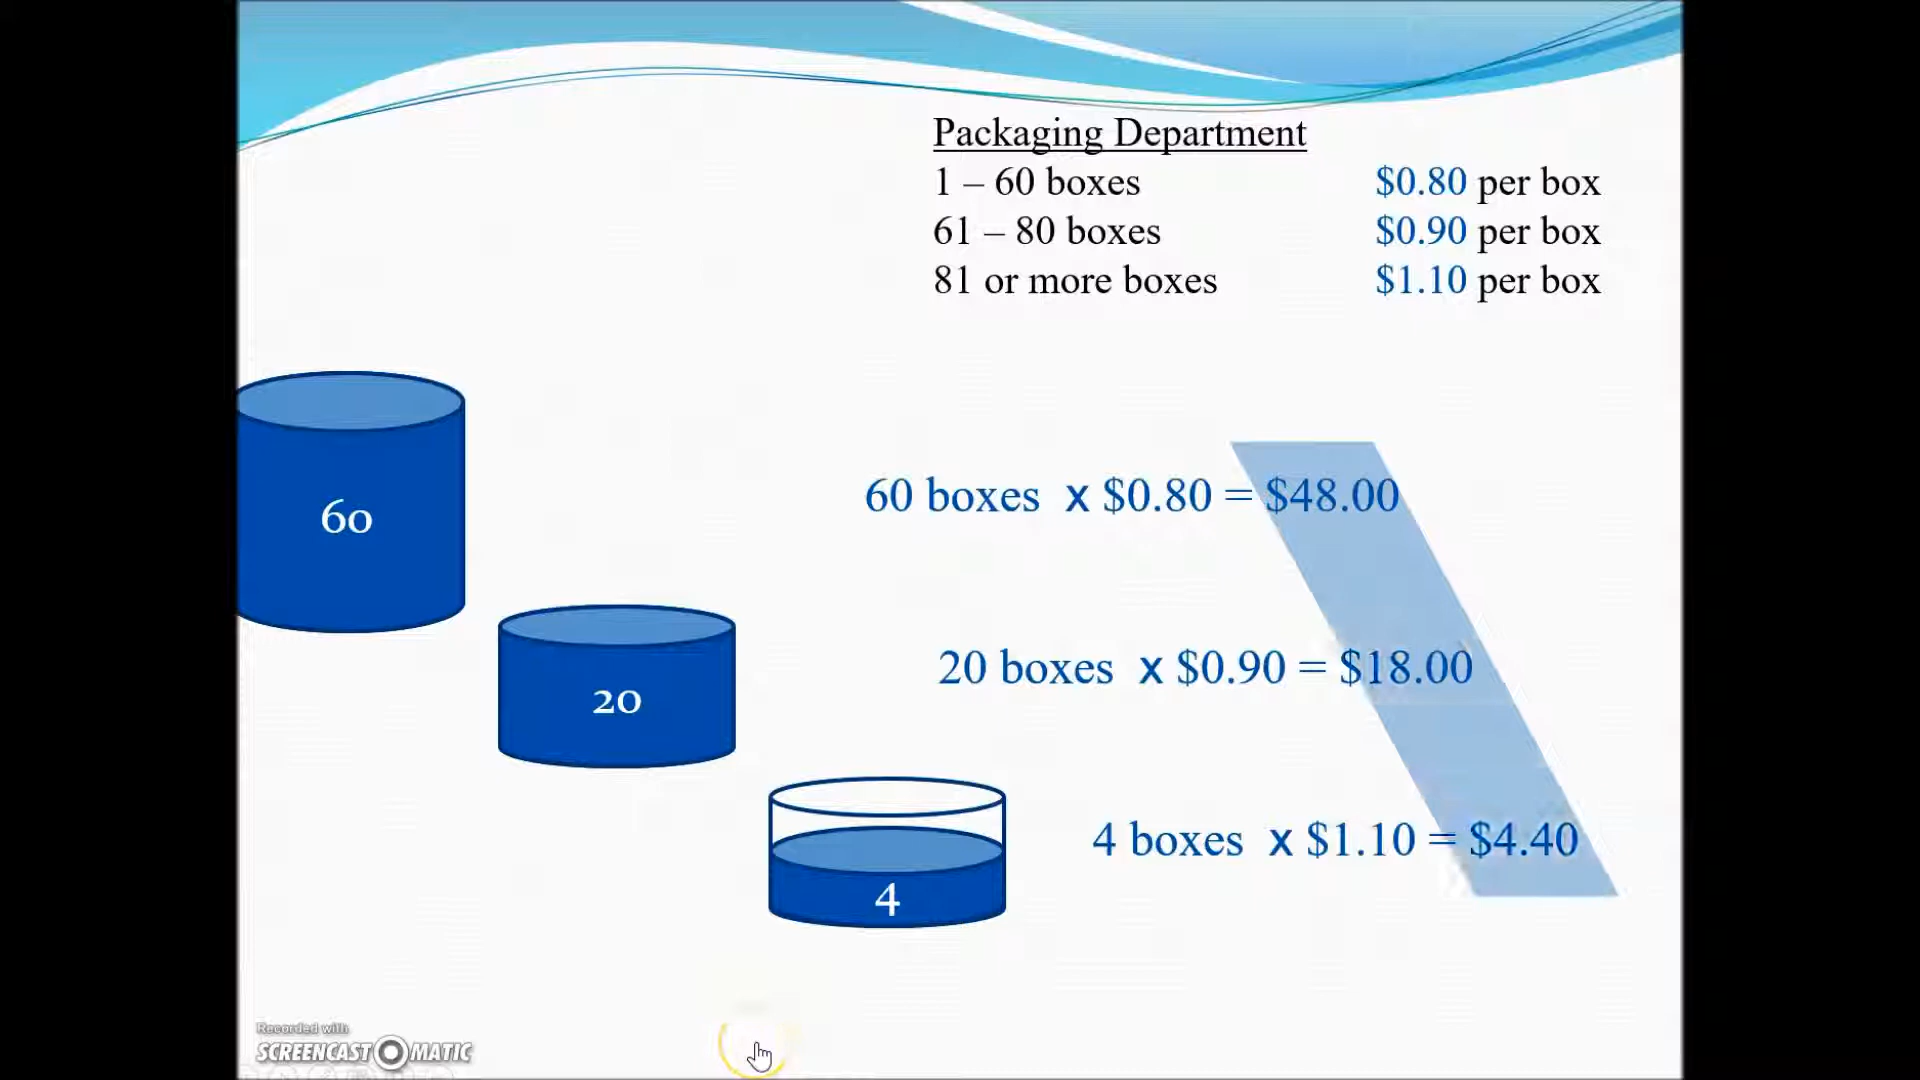 Packaging Department
1 – 60 boxes $0.80 per box
61 – 80 boxes $0.90 per box
81 or more boxes $1.10 per box
60
60 boxes x $0.80 = $48.00
20
20 boxes x $0.90 = $18.00
4
4 boxes x $1.10 = $4.40
Recorded with
SCREENCAST MATIC